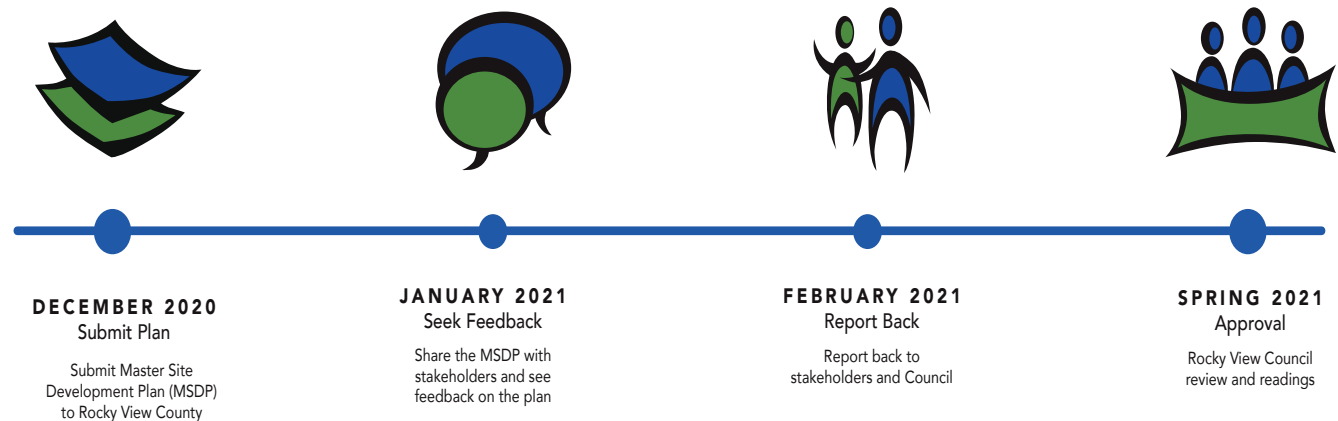 DECEMBER 2020
Submit Plan
Submit Master Site
Development Plan (MSDP)
to Rocky View County
JANUARY 2021
Seek Feedback
Share the MSDP with
stakeholders and see
feedback on the plan
FEBRUARY 2021
Report Back
Report back to
stakeholders and Council
SPRING 2021
Approval
Rocky View Council
review and readings